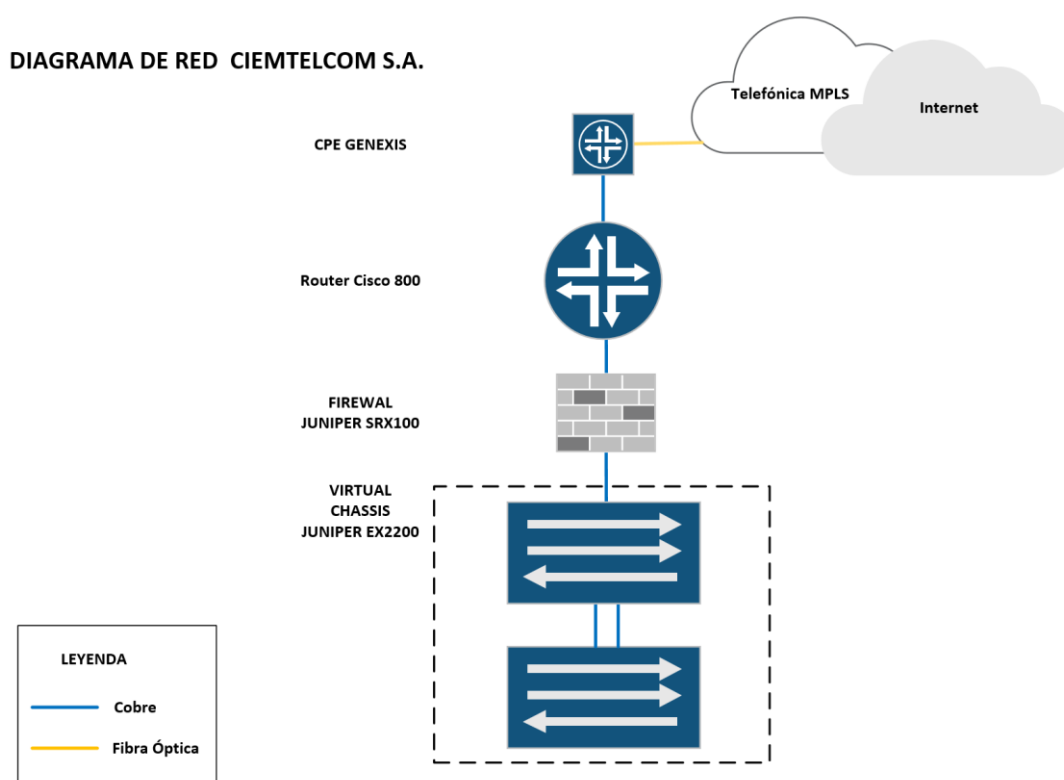 DIAGRAMA DE RED CIEMTELCOM S.A.
Telefónica MPLS
Internet
CPE GENEXIS
Router Cisco 800
FIREWAL
JUNIPER SRX100
VIRTUAL
CHASSIS
JUNIPER EX2200
LEYENDA
Cobre
Fibra Óptica